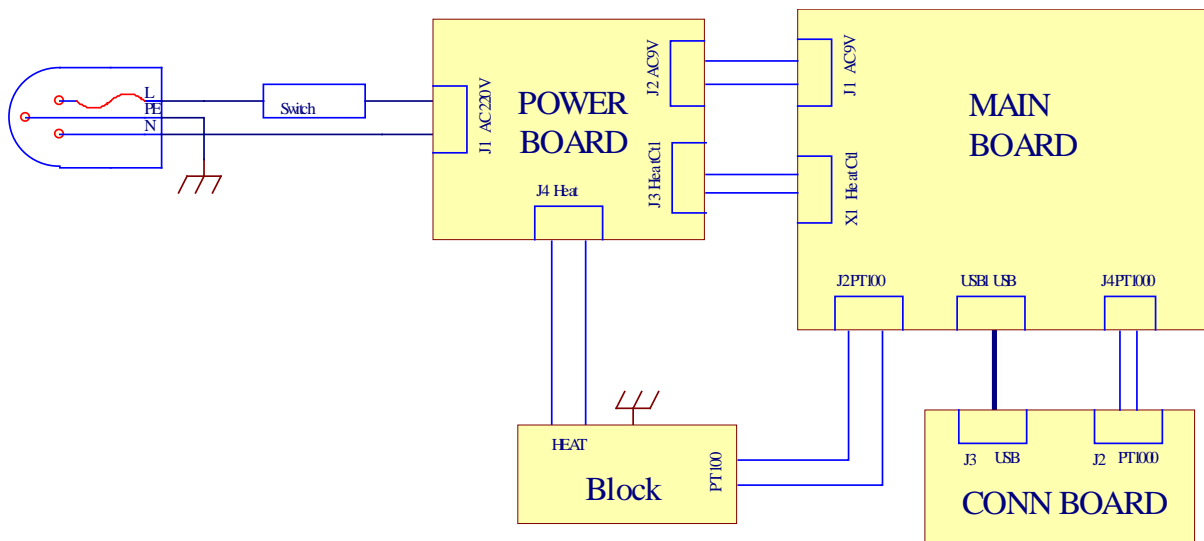 L
PE
N
Switch
J1 AC220V
POWER
BOARD
J2 AC9V
J3 HeatCtl
J4 Heat
J1 AC9V
X1 HeatCtl
MAIN
BOARD
J2PT100
USB1 USB
J4PT1000
HEAT
PT100
Block
J3 USB
J2 PT1000
CONN BOARD